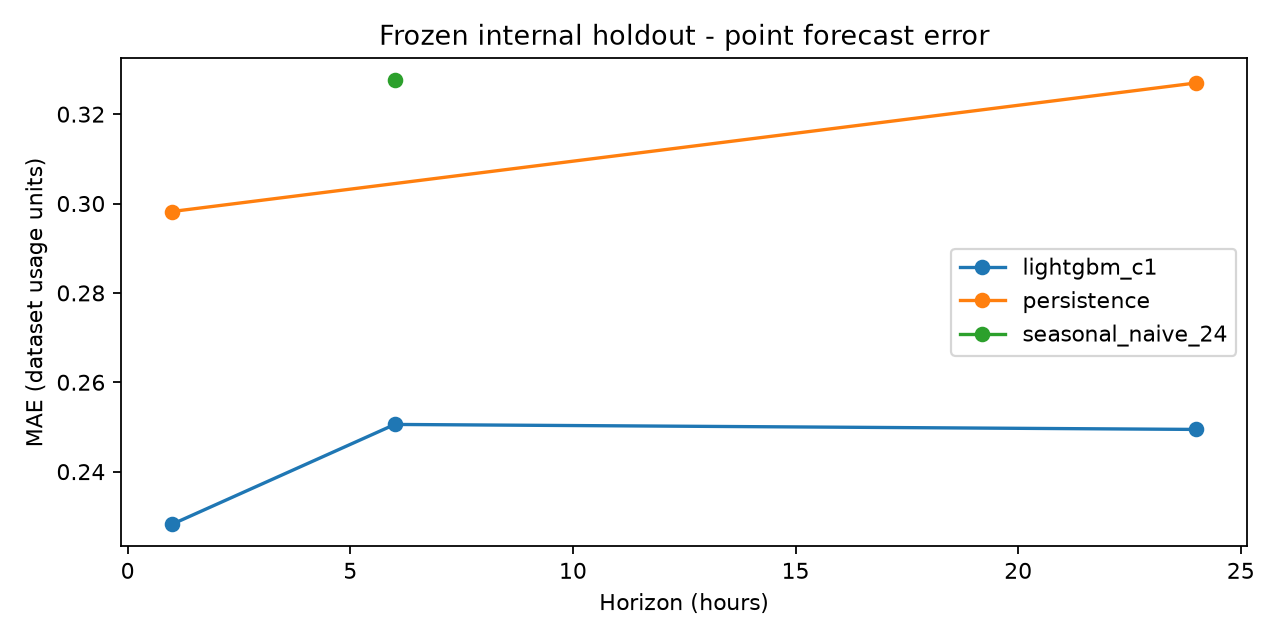 Frozen internal holdout - point forecast error
MAE (dataset usage units)
0.32
0.30
0.28
0.26
0.24
lightgbm_c1
persistence
seasonal_naive_24
0 5 10 15 20 25
Horizon (hours)